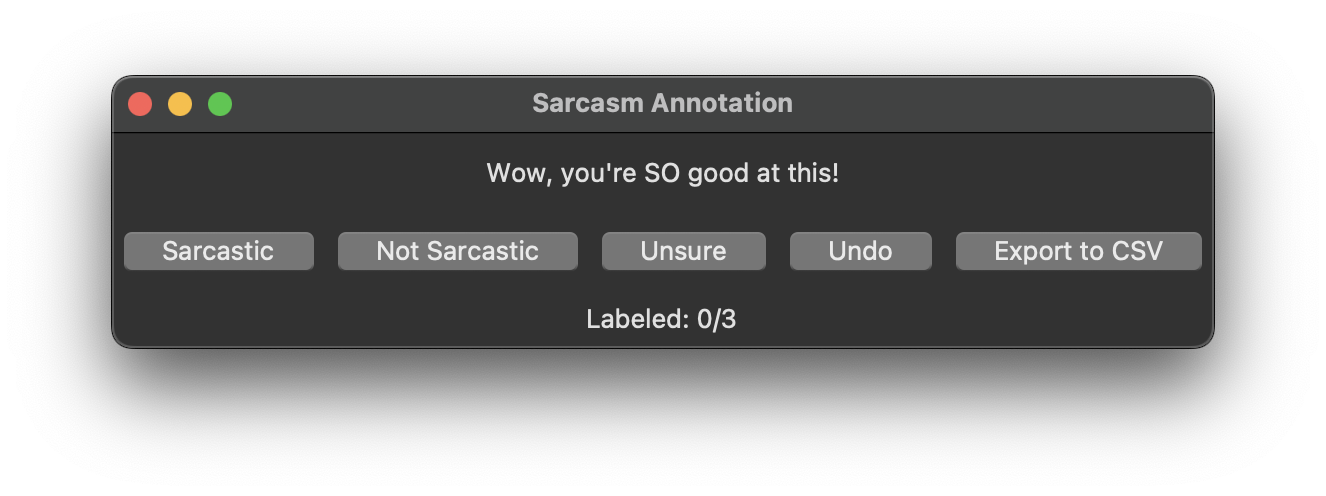 Sarcasm Annotation
Wow, you're SO good at this!
Sarcastic Not Sarcastic Unsure Undo Export to CSV
Labeled: 0/3